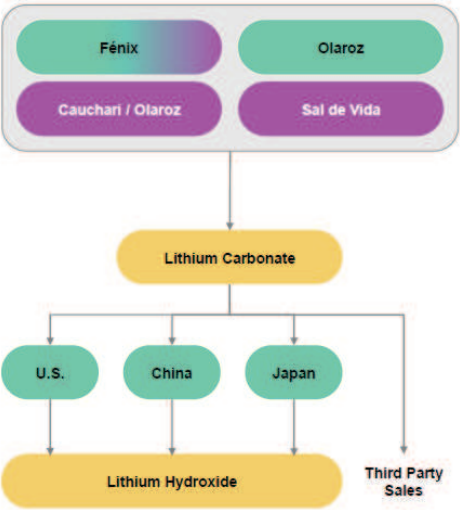 Fénix
Olaroz
Cauchari / Olaroz
Sal de Vida
Lithium Carbonate
U.S.
China
Japan
Lithium Hydroxide
Third Party
Sales